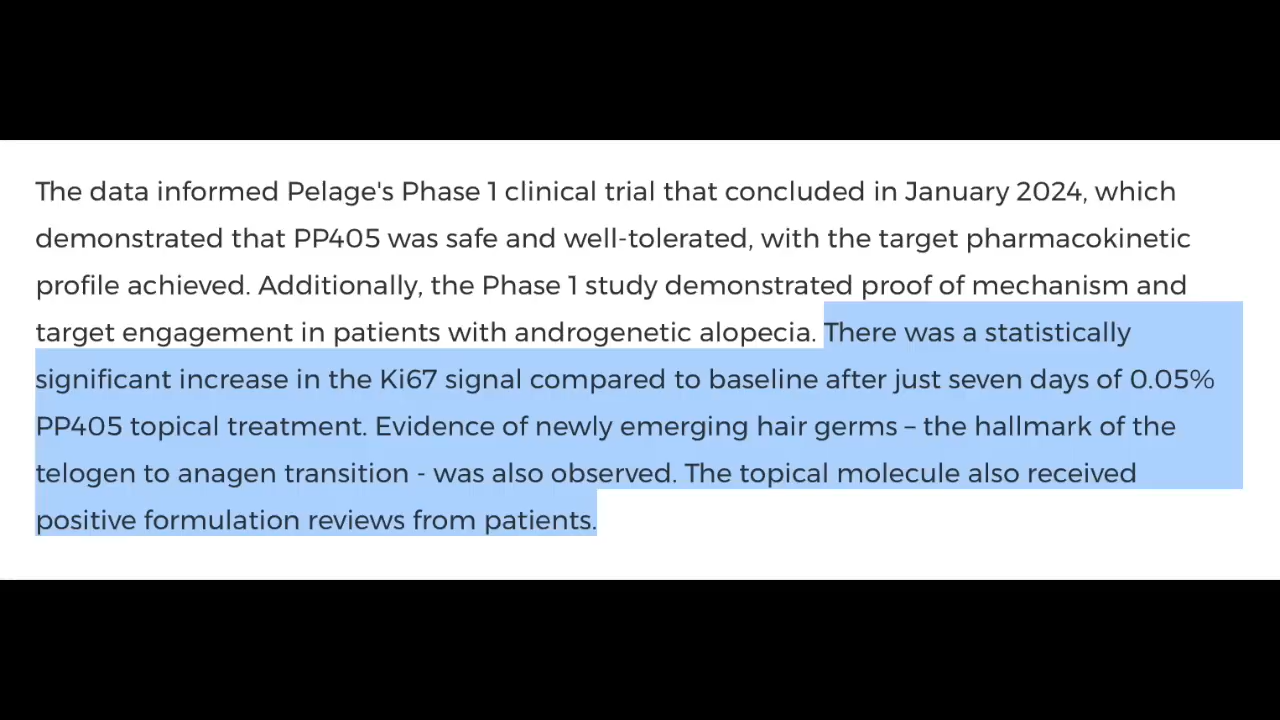 The data informed Pelage's Phase 1 clinical trial that concluded in January 2024, which
demonstrated that PP405 was safe and well-tolerated, with the target pharmacokinetic
profile achieved. Additionally, the Phase 1 study demonstrated proof of mechanism and
target engagement in patients with androgenetic alopecia. There was a statistically
significant increase in the Ki67 signal compared to baseline after just seven days of 0.05%
PP405 topical treatment. Evidence of newly emerging hair germs – the hallmark of the
telogen to anagen transition - was also observed. The topical molecule also received
positive formulation reviews from patients.